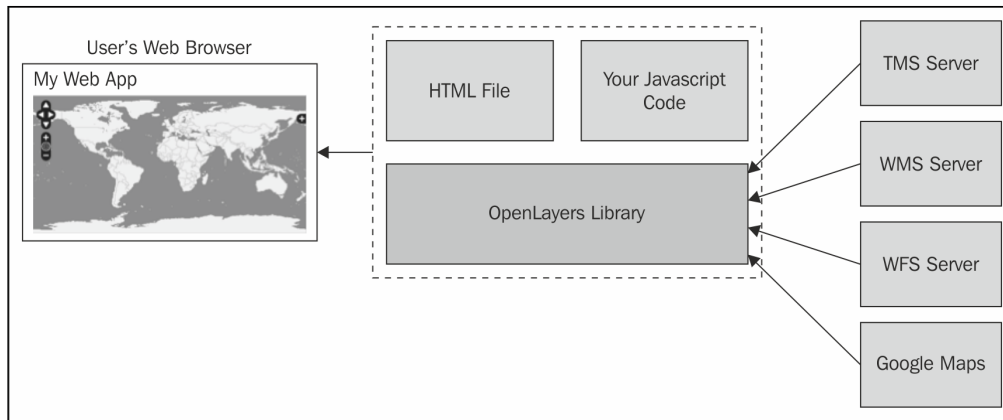 User's Web Browser
My Web App
HTML File
Your Javascript
Code
OpenLayers Library
TMS Server
WMS Server
WFS Server
Google Maps